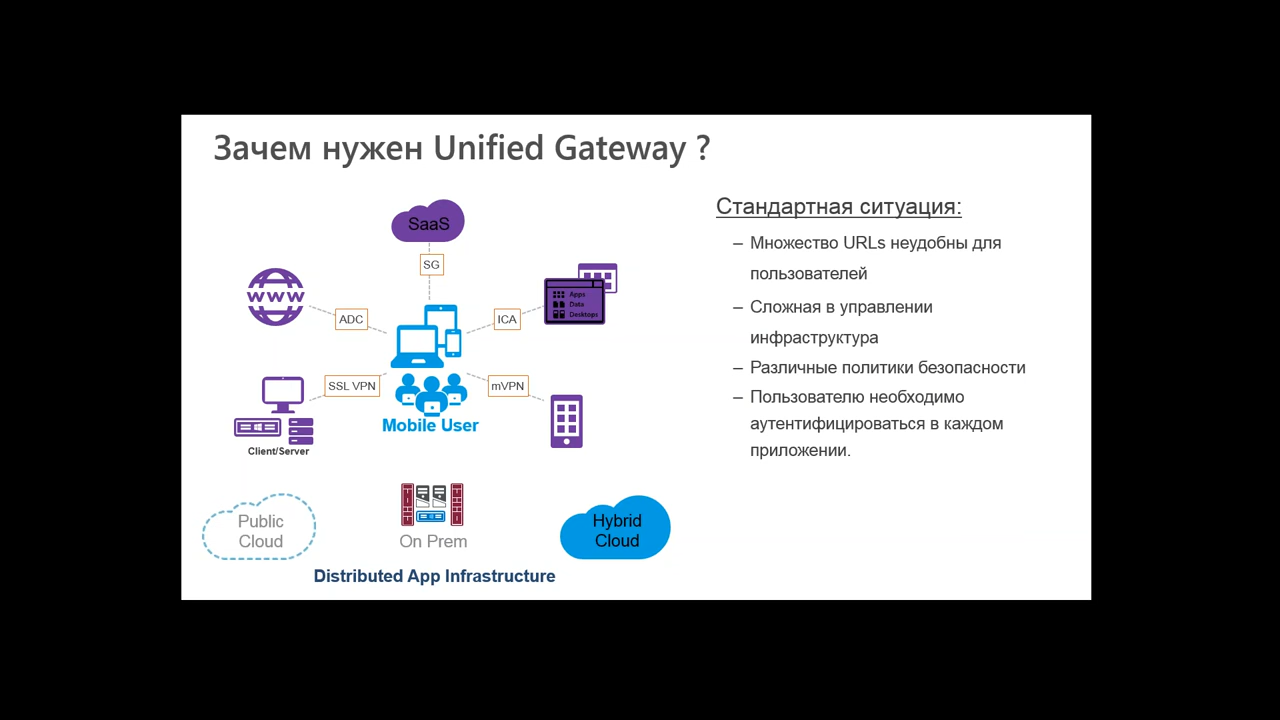 Зачем нужен Unified Gateway ?
SaaS
SG
WWW
ADC
ICA
Apps
Data
Desktops
SSL VPN
mVPN
Mobile User
Client/Server
Public
Cloud
On Prem
Hybrid
Cloud
Distributed App Infrastructure
Стандартная ситуация:
– Множество URLs неудобны для
пользователей
– Сложная в управлении
инфраструктура
– Различные политики безопасности
– Пользователю необходимо
аутентифицироваться в каждом
приложении.